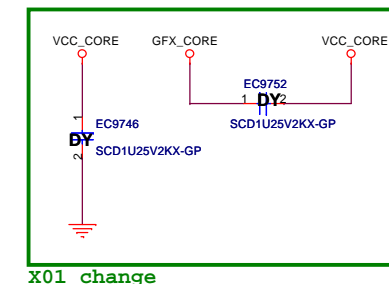 VCC_CORE GFX_CORE VCC_CORE
EC9752
1 DY 2
SCD1U25V2KX-GP
1
EC9746
DY
SCD1U25V2KX-GP
2
X01 change